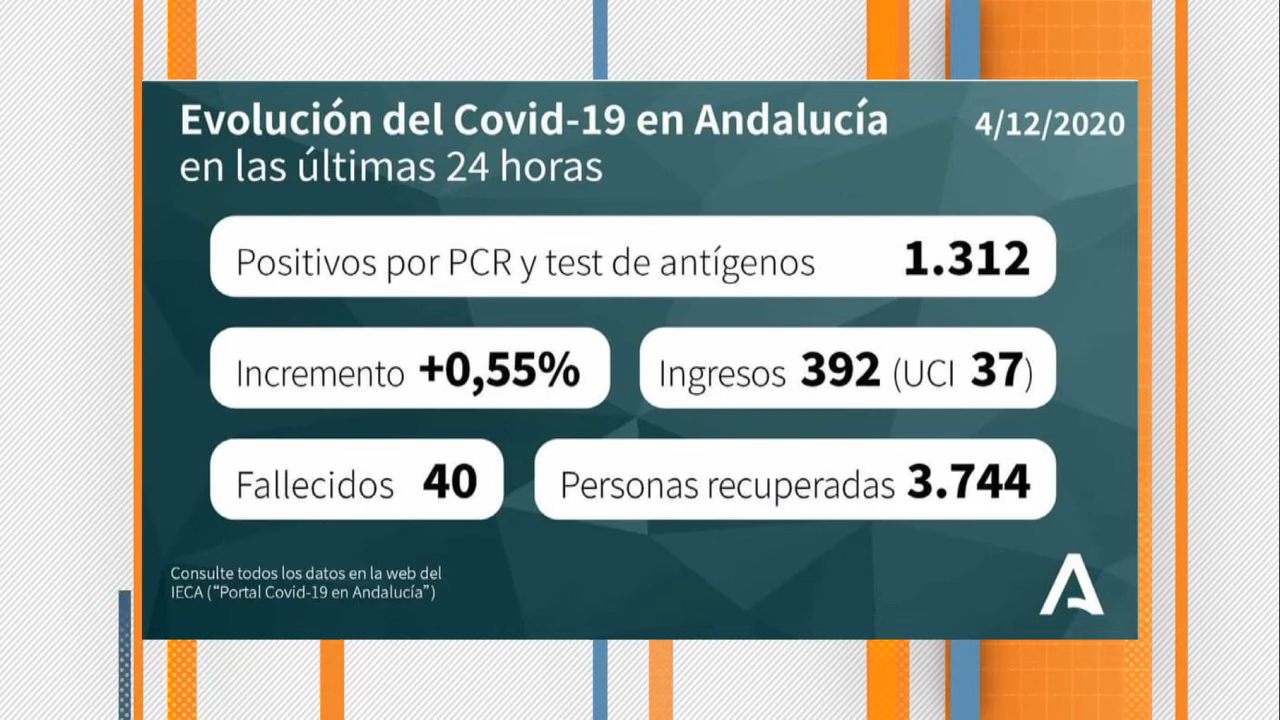 Evolución del Covid-19 en Andalucía
4/12/2020
en las últimas 24 horas
Positivos por PCR y test de antígenos 1.312
Incremento +0,55%
Ingresos 392 (UCI 37)
Fallecidos 40
Personas recuperadas 3.744
Consulte todos los datos en la web del
IECA (“Portal Covid-19 en Andalucía”)